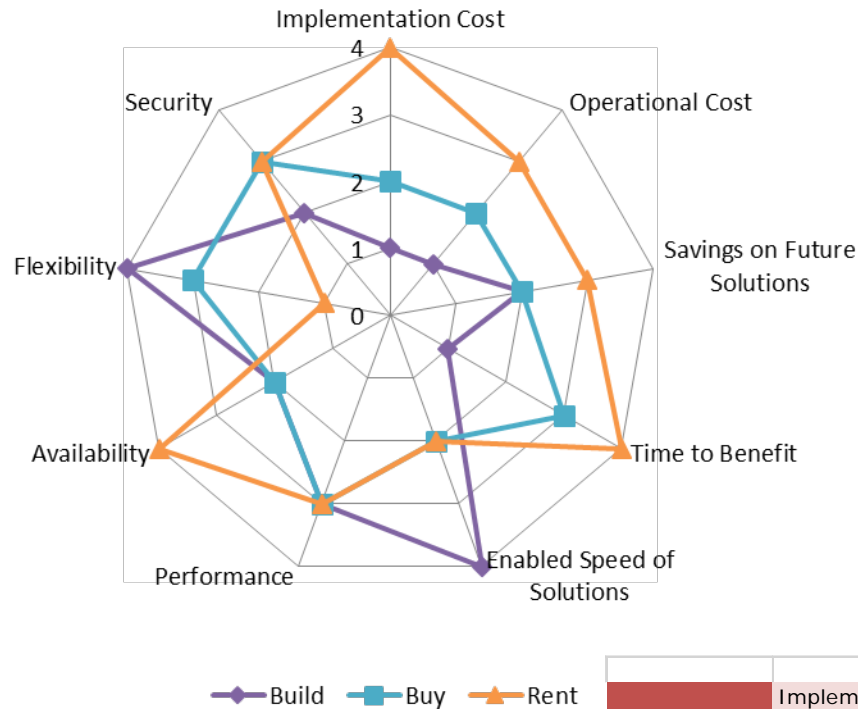 Implementation Cost
4
Security
Operational Cost
3
2
Savings on Future
Solutions
Flexibility
1
0
Availability
Time to Benefit
Enabled Speed of
Solutions
Performance
Build
Buy
Rent
Implem